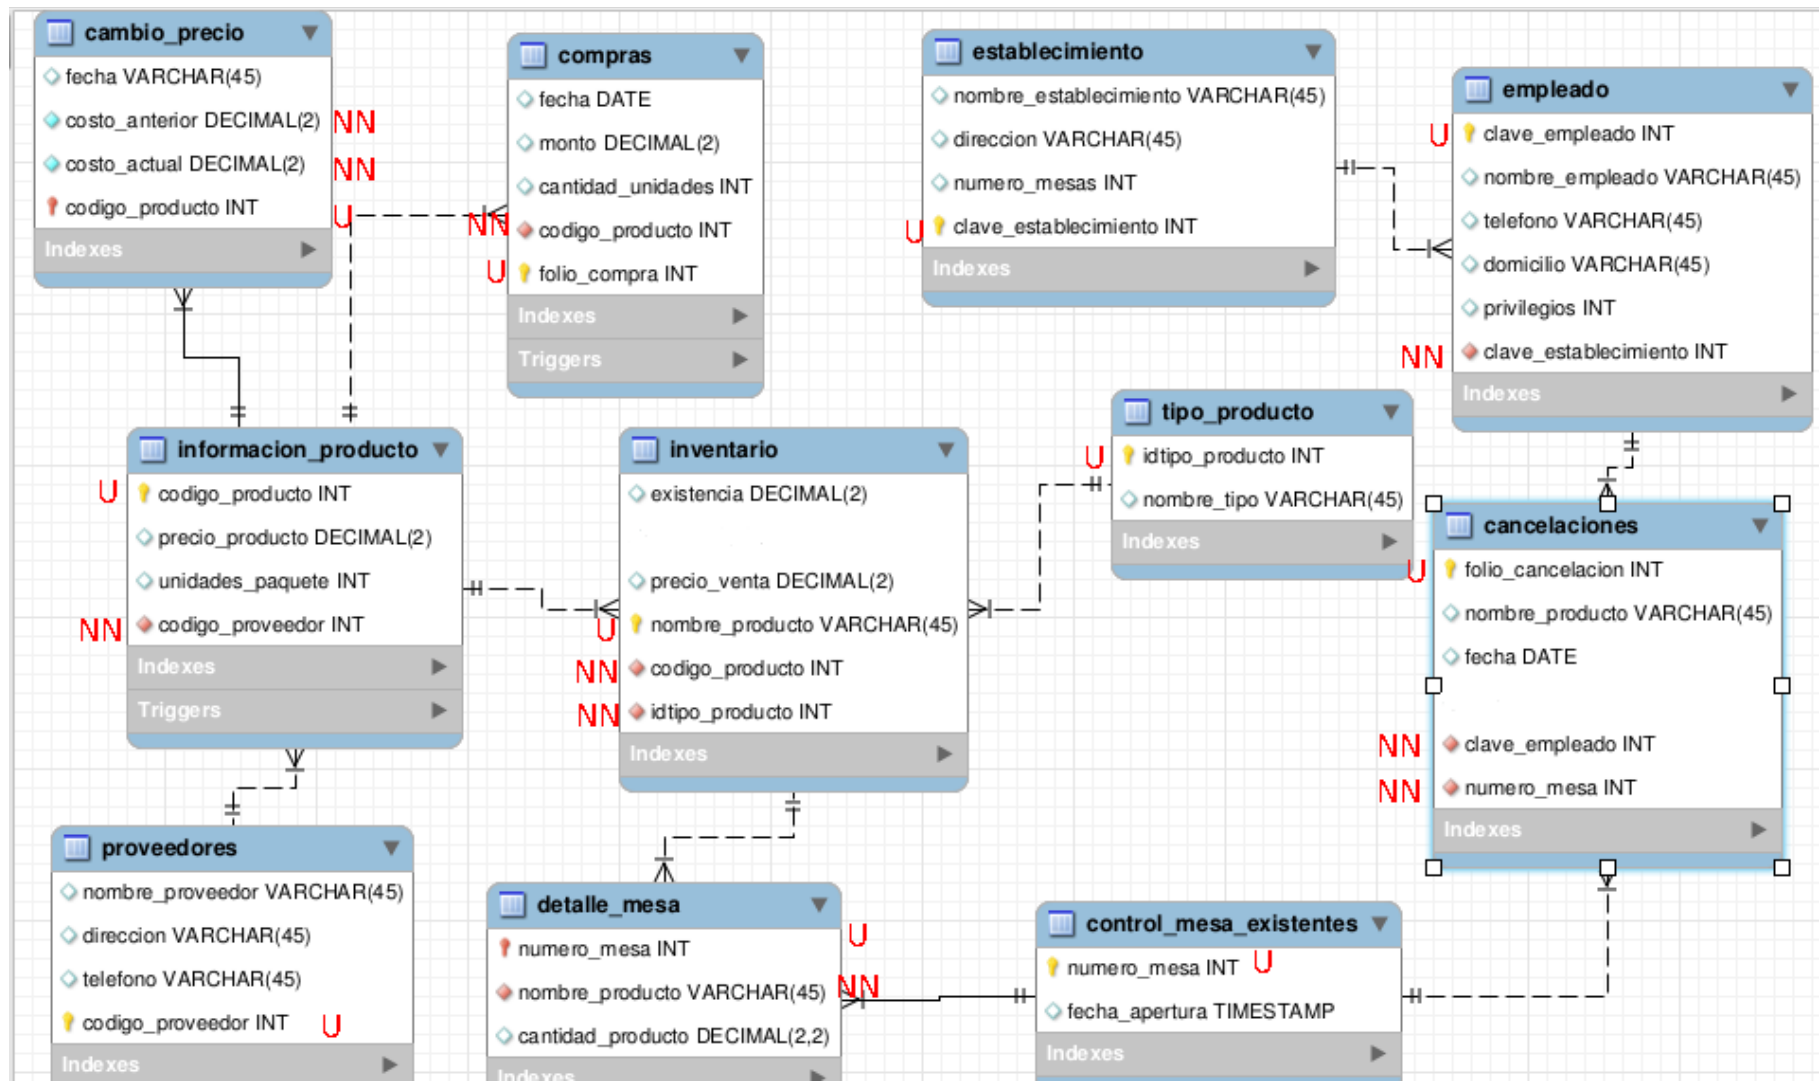 cambio_precio
fecha VARCHAR(45)
costo_anterior DECIMAL(2) NN
costo_actual DECIMAL(2) NN
codigo_producto INT U
Indexes
compras
fecha DATE
monto DECIMAL(2)
cantidad_unidades INT
NN codigo_producto INT
U folio_compra INT
Indexes
Triggers
establecimiento
nombre_establecimiento VARCHAR(45)
direccion VARCHAR(45)
numero_mesas INT
U clave_establecimiento INT
Indexes
empleado
U clave_empleado INT
nombre_empleado VARCHAR(45)
telefono VARCHAR(45)
domicilio VARCHAR(45)
privilegios INT
NN clave_establecimiento INT
Indexes
informacion_producto
U codigo_producto INT
precio_producto DECIMAL(2)
unidades_paquete INT
NN codigo_proveedor INT
Indexes
Triggers
inventario
existencia DECIMAL(2)
precio_venta DECIMAL(2)
U nombre_producto VARCHAR(45)
NN codigo_producto INT
NN idtipo_producto INT
Indexes
tipo_producto
U idtipo_producto INT
nombre_tipo VARCHAR(45)
Indexes
cancelaciones
U folio_cancelacion INT
nombre_producto VARCHAR(45)
fecha DATE
NN clave_empleado INT
NN numero_mesa INT
Indexes
proveedores
nombre_proveedor VARCHAR(45)
direccion VARCHAR(45)
telefono VARCHAR(45)
codigo_proveedor INT U
Indexes
detalle_mesa
numero_mesa INT U
nombre_producto VARCHAR(45) NN
cantidad_producto DECIMAL(2,2)
Indexes
control_mesa_existentes
numero_mesa INT U
fecha_apertura TIMESTAMP
Indexes